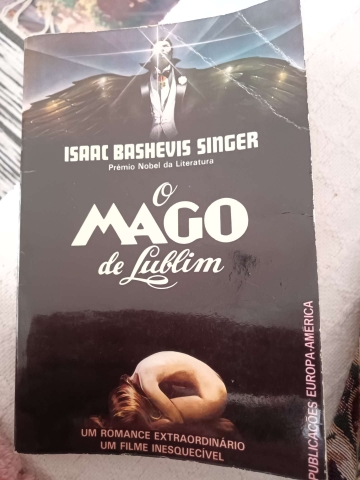 ISAAC BASHEVIS SINGER
Prémio Nobel da Literatura
O
MAGO
de Lublim
PUBLICAÇÕES EUROPA-AMÉRICA
UM ROMANCE EXTRAORDINÁRIO
UM FILME INESQUECÍVEL